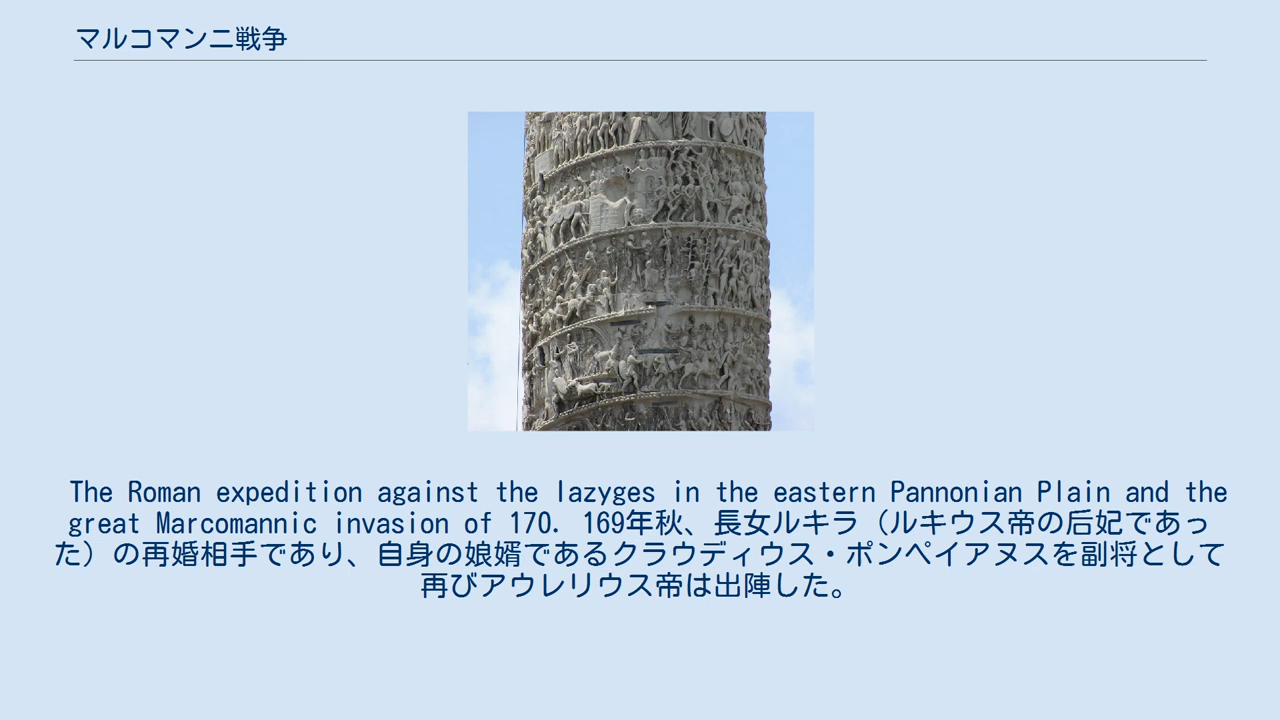 マルコマンニ戦争
The Roman expedition against the Iazyges in the eastern Pannonian Plain and the
great Marcomannic invasion of 170. 169年秋、長女ルキラ（ルキウス帝の后妃であっ
た）の再婚相手であり、自身の娘婿であるクラウディウス・ポンペイアヌスを副将として
再びアウレリウス帝は出陣した。